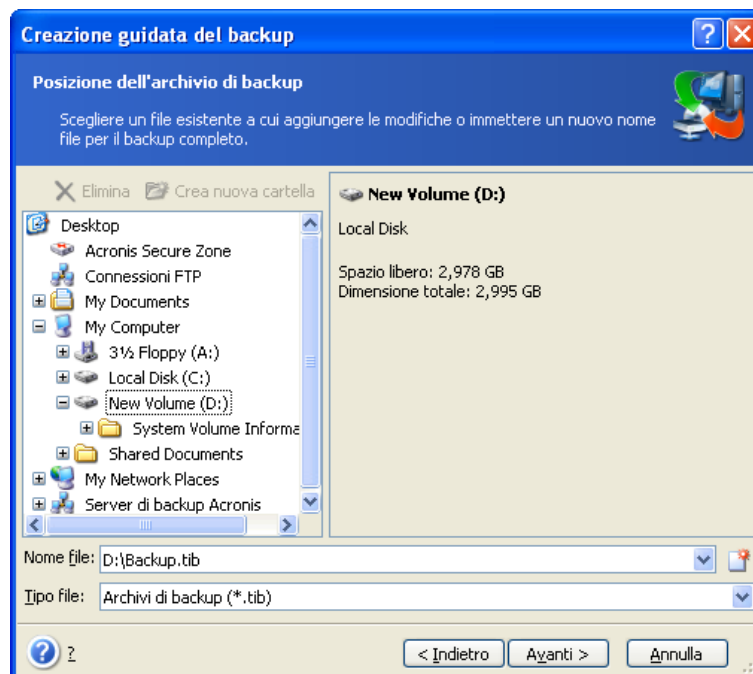 Creazione guidata del backup
Posizione dell'archivio di backup
Scegliere un file esistente a cui aggiungere le modifiche o immettere un nuovo nome
file per il backup completo.
Elimina Crea nuova cartella
Desktop
Acronis Secure Zone
Connessioni FTP
My Documents
My Computer
3½ Floppy (A:)
Local Disk (C:)
New Volume (D:)
System Volume Informa
Shared Documents
My Network Places
Server di backup Acronis
New Volume (D:)
Local Disk
Spazio libero: 2,978 GB
Dimensione totale: 2,995 GB
Nome file: D:\Backup.tib
Tipo file: Archivi di backup (*.tib)
? < Indietro Avanti > Annulla